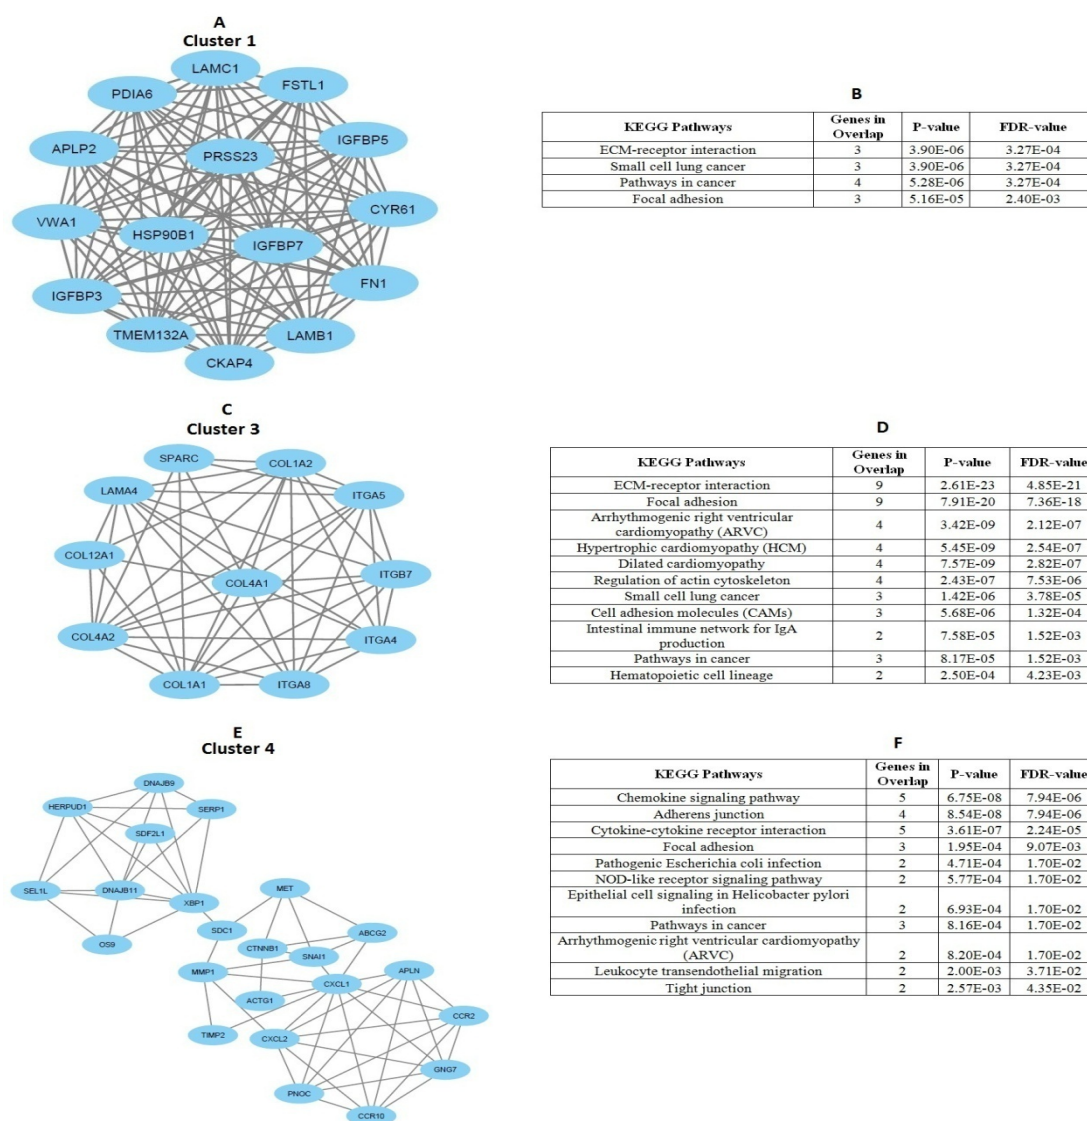 A
Cluster 1
LAMC1
FSTL1
PDIA6
IGFBP5
APLP2
PRSS23
CYR61
VWA1
HSP90B1
IGFBP7
FN1
IGFBP3
TMEM132A
LAMB1
CKAP4
B
KEGG Pathways Genes in Overlap P-value FDR-value
ECM-receptor interaction 3 3.90E-06 3.27E-04
Small cell lung cancer 3 3.90E-06 3.27E-04
Pathways in cancer 4 5.28E-06 3.27E-04
Focal adhesion 3 5.16E-05 2.40E-03
C
Cluster 3
SPARC
COL1A2
LAMA4
ITGA5
COL12A1
COL4A1
ITGB7
COL4A2
ITGA4
COL1A1
ITGA8
D
KEGG Pathways Genes in Overlap P-value FDR-value
ECM-receptor interaction 9 2.61E-23 4.85E-21
Focal adhesion 9 7.91E-20 7.36E-18
Arrhythmogenic right ventricular
cardiomyopathy (ARVC) 4 3.42E-09 2.12E-07
Hypertrophic cardiomyopathy (HCM) 4 5.45E-09 2.54E-07
Dilated cardiomyopathy 4 7.57E-09 2.82E-07
Regulation of actin cytoskeleton 4 2.43E-07 7.53E-06
Small cell lung cancer 3 1.42E-06 3.78E-05
Cell adhesion molecules (CAMs) 3 5.68E-06 1.32E-04
Intestinal immune network for IgA
production 2 7.58E-05 1.52E-03
Pathways in cancer 3 8.17E-05 1.52E-03
Hematopoietic cell lineage 2 2.50E-04 4.23E-03
E
Cluster 4
DNAJB9
HERPUD1
SERP1
SDF2L1
SEL1L
DNAJB11
XBP1
OS9
MET
SDC1
CTNNB1
ABCG2
SNAI1
MMP1
APLN
CXCL1
ACTG1
CCR2
TIMP2
CXCL2
GNG7
PNOC
CCR10
F
KEGG Pathways Genes in Overlap P-value FDR-value
Chemokine signaling pathway 5 6.75E-08 7.94E-06
Adherens junction 4 8.54E-08 7.94E-06
Cytokine-cytokine receptor interaction 5 3.61E-07 2.24E-05
Focal adhesion 3 1.95E-04 9.07E-03
Pathogenic Escherichia coli infection 2 4.71E-04 1.70E-02
NOD-like receptor signaling pathway 2 5.77E-04 1.70E-02
Epithelial cell signaling in Helicobacter pylori
infection 2 6.93E-04 1.70E-02
Pathways in cancer 3 8.16E-04 1.70E-02
Arrhythmogenic right ventricular cardiomyopathy
(ARVC) 2 8.20E-04 1.70E-02
Leukocyte transendothelial migration 2 2.00E-03 3.71E-02
Tight junction 2 2.57E-03 4.35E-02